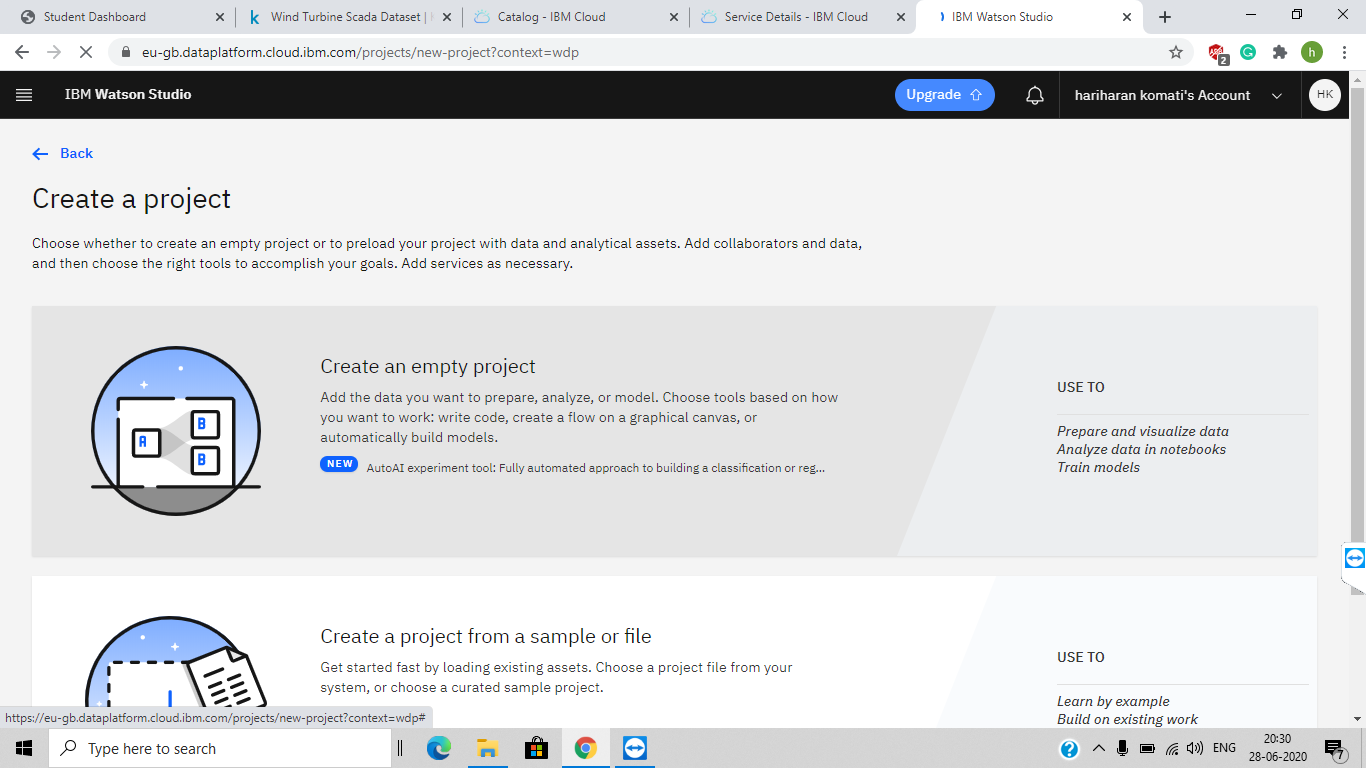 Student Dashboard
Wind Turbine Scada Dataset |
Catalog - IBM Cloud
Service Details - IBM Cloud
IBM Watson Studio
eu-gb.dataplatform.cloud.ibm.com/projects/new-project?context=wdp
2
h
IBM Watson Studio
Upgrade
hariharan komati's Account
HK
Back
Create a project
Choose whether to create an empty project or to preload your project with data and analytical assets. Add collaborators and data,
and then choose the right tools to accomplish your goals. Add services as necessary.
A
B
B
Create an empty project
Add the data you want to prepare, analyze, or model. Choose tools based on how
you want to work: write code, create a flow on a graphical canvas, or
automatically build models.
NEW AutoAI experiment tool: Fully automated approach to building a classification or reg...
USE TO
Prepare and visualize data
Analyze data in notebooks
Train models
Create a project from a sample or file
Get started fast by loading existing assets. Choose a project file from your
system, or choose a curated sample project.
USE TO
Learn by example
Build on existing work
https://eu-gb.dataplatform.cloud.ibm.com/projects/new-project?context=wdp#
Type here to search
ENG
20:30
28-06-2020
7